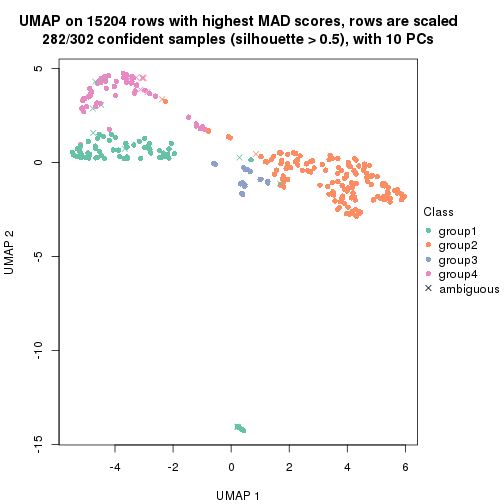 UMAP on 15204 rows with highest MAD scores, rows are scaled
282/302 confident samples (silhouette > 0.5), with 10 PCs
5
0
-5
-10
-15
UMAP 2
-4
-2
0
2
4
6
UMAP 1
Class
group1
group2
group3
group4
ambiguous